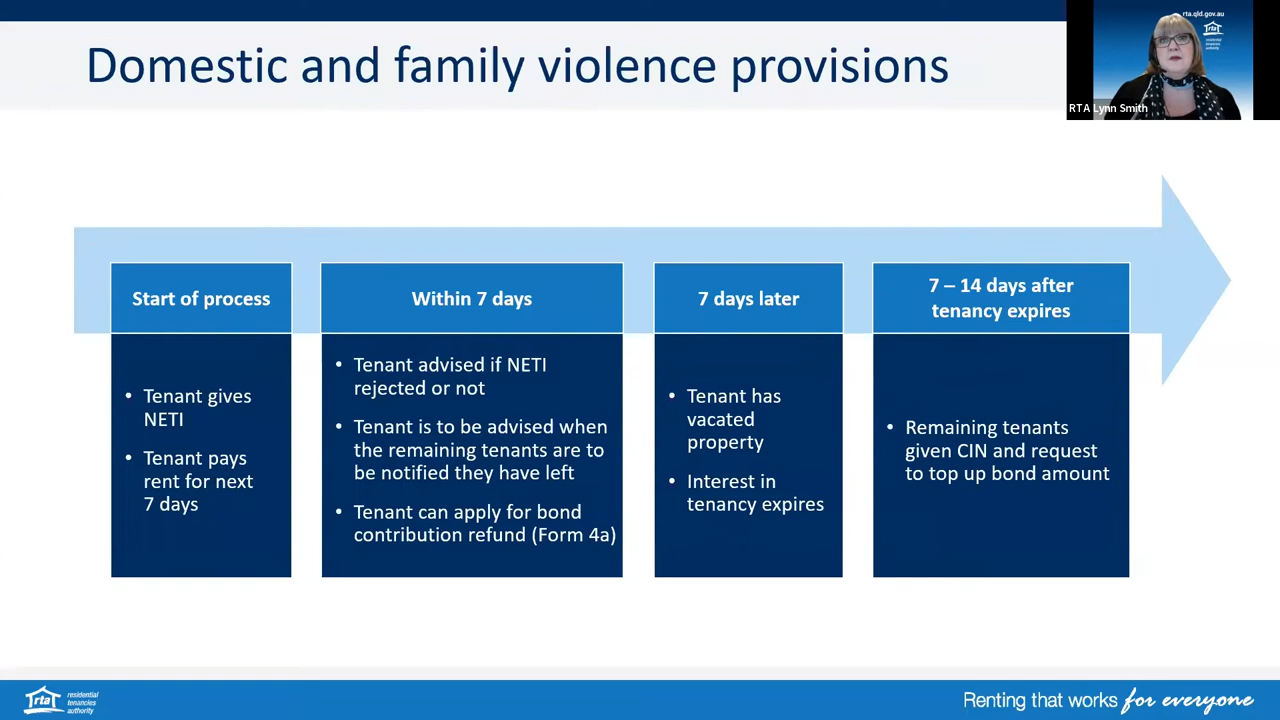 Domestic and family violence provisions
rta.qld.gov.au
rta
residential
tenancies
authority
RTA Lynn Smith
Start of process
• Tenant gives
NETI
• Tenant pays
rent for next
7 days
Within 7 days
• Tenant advised if NETI
rejected or not
• Tenant is to be advised when
the remaining tenants are to
be notified they have left
• Tenant can apply for bond
contribution refund (Form 4a)
7 days later
• Tenant has
vacated
property
• Interest in
tenancy expires
7 – 14 days after
tenancy expires
• Remaining tenants
given CIN and request
to top up bond amount
rta
residential
tenancies
authority
Renting that works for everyone